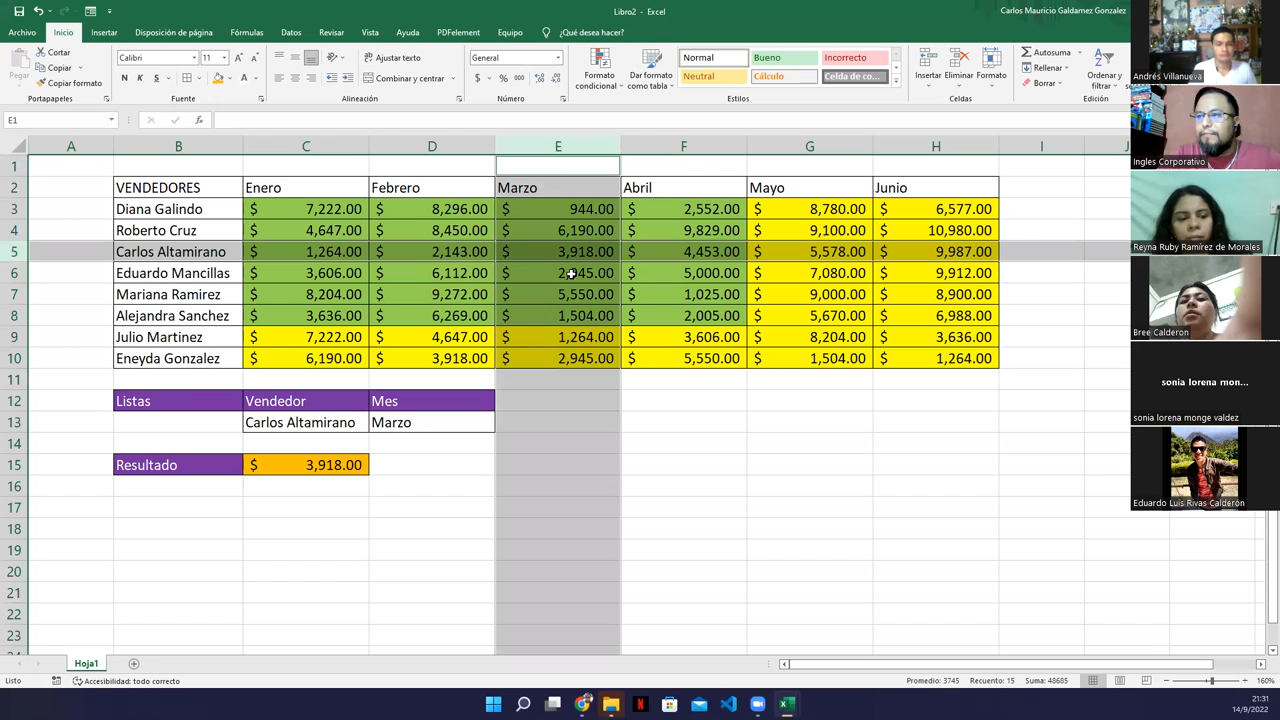 Libro2 - Excel
Carlos Mauricio Galdamez Gonzalez
Archivo Inicio Insertar Disposición de página Fórmulas Datos Revisar Vista Ayuda PDFelement Equipo ¿Qué desea hacer?
Pegar
Cortar
Copiar
Copiar formato
Portapapeles
Calibri 11
N K S
Fuente
Ajustar texto
Combinar y centrar
Alineación
General
$ % 000
Número
Formato condicional
Dar formato como tabla
Normal Bueno Incorrecto
Neutral Cálculo Celda de co...
Estilos
Insertar Eliminar Formato
Celdas
Autosuma
Rellenar
Borrar
Ordenar y filtrar
Edición
E1
fx
A B C D E F G H I J
1
2 VENDEDORES Enero Febrero Marzo Abril Mayo Junio
3 Diana Galindo $ 7,222.00 $ 8,296.00 $ 944.00 $ 2,552.00 $ 8,780.00 $ 6,577.00
4 Roberto Cruz $ 4,647.00 $ 8,450.00 $ 6,190.00 $ 9,829.00 $ 9,100.00 $ 10,980.00
5 Carlos Altamirano $ 1,264.00 $ 2,143.00 $ 3,918.00 $ 4,453.00 $ 5,578.00 $ 9,987.00
6 Eduardo Mancillas $ 3,606.00 $ 6,112.00 $ 2,945.00 $ 5,000.00 $ 7,080.00 $ 9,912.00
7 Mariana Ramirez $ 8,204.00 $ 9,272.00 $ 5,550.00 $ 1,025.00 $ 9,000.00 $ 8,900.00
8 Alejandra Sanchez $ 3,636.00 $ 6,269.00 $ 1,504.00 $ 2,005.00 $ 5,670.00 $ 6,988.00
9 Julio Martinez $ 7,222.00 $ 4,647.00 $ 1,264.00 $ 3,606.00 $ 8,204.00 $ 3,636.00
10 Eneyda Gonzalez $ 6,190.00 $ 3,918.00 $ 2,945.00 $ 5,550.00 $ 1,504.00 $ 1,264.00
11
12 Listas Vendedor Mes
13 Carlos Altamirano Marzo
14
15 Resultado $ 3,918.00
16
17
18
19
20
21
22
23
Hoja1
Listo Accesibilidad: todo correcto Promedio: 3745 Recuento: 15 Suma: 48685 160%
21:31
14/9/2022
Andrés Villanueva
Ingles Corporativo
Reyna Ruby Ramírez de Morales
Bree Calderon
sonia lorena mon...
sonia lorena monge valdez
Eduardo Luis Rivas Calderón